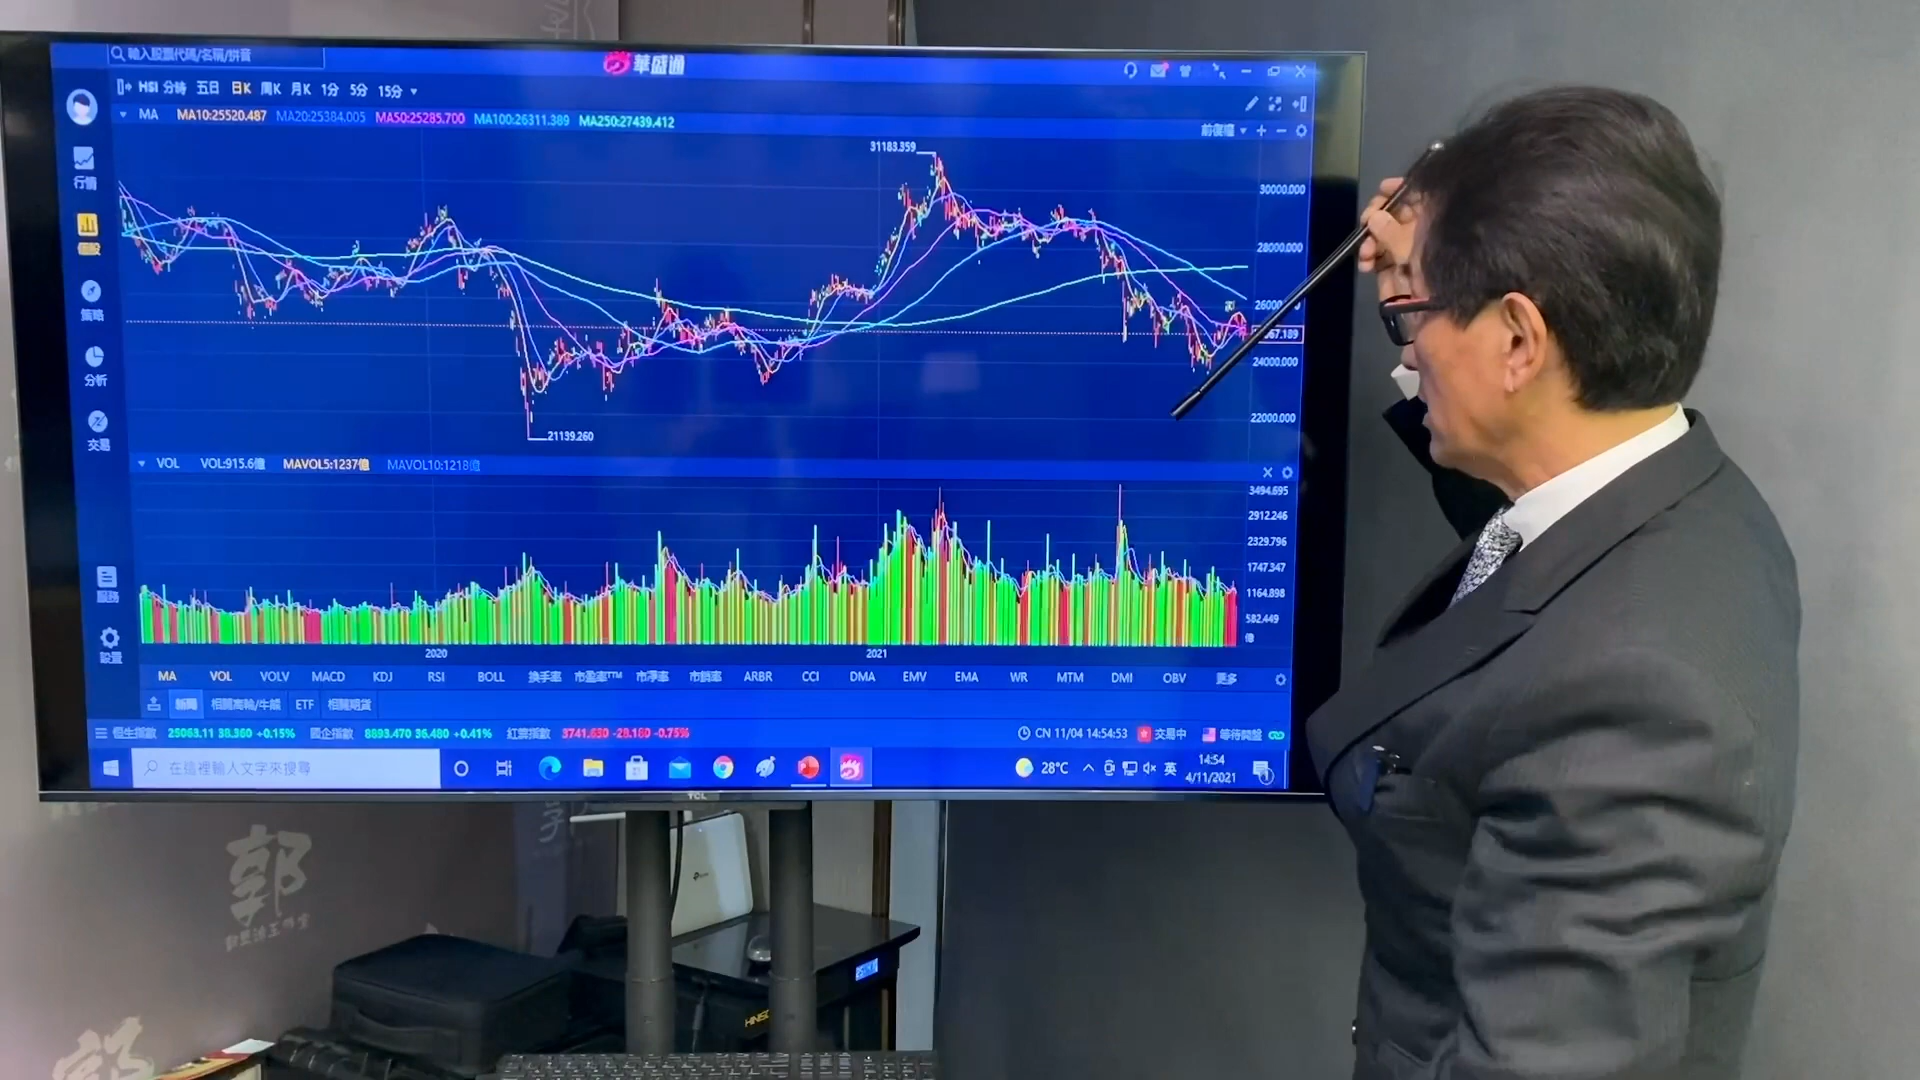 輸入股票代碼/名稱/拼音
華盛通
HSI 分時 五日 日K 周K 月K 1分 5分 15分
MA MA10:25520.487 MA20:25384.005 MA50:25285.700 MA100:26311.389 MA250:27439.412
前復權
31183.359
30000.000
28000.000
24000.000
22000.000
21139.260
行情
個股
策略
分析
交易
服務
設置
VOL VOL:915.6億 MAVOL5:1237億 MAVOL10:1218億
3494.695
2912.246
2329.796
1747.347
1164.898
582.449
億
2020 2021
MA VOL VOLV MACD KDJ RSI BOLL 換手率 市盈率TTM 市淨率 市銷率 ARBR CCI DMA EMV EMA WR MTM DMI OBV 更多
新聞 相關窩輪/牛熊 ETF 相關期貨
恒生指數 25063.11 38.360 +0.15% 國企指數 8893.470 36.480 +0.41% 紅籌指數 3741.630 -28.180 -0.75% CN 11/04 14:54:53 交易中 等待開盤
在這裡輸入文字來搜尋
28°C 英 14:54
4/11/2021
TCL
郭